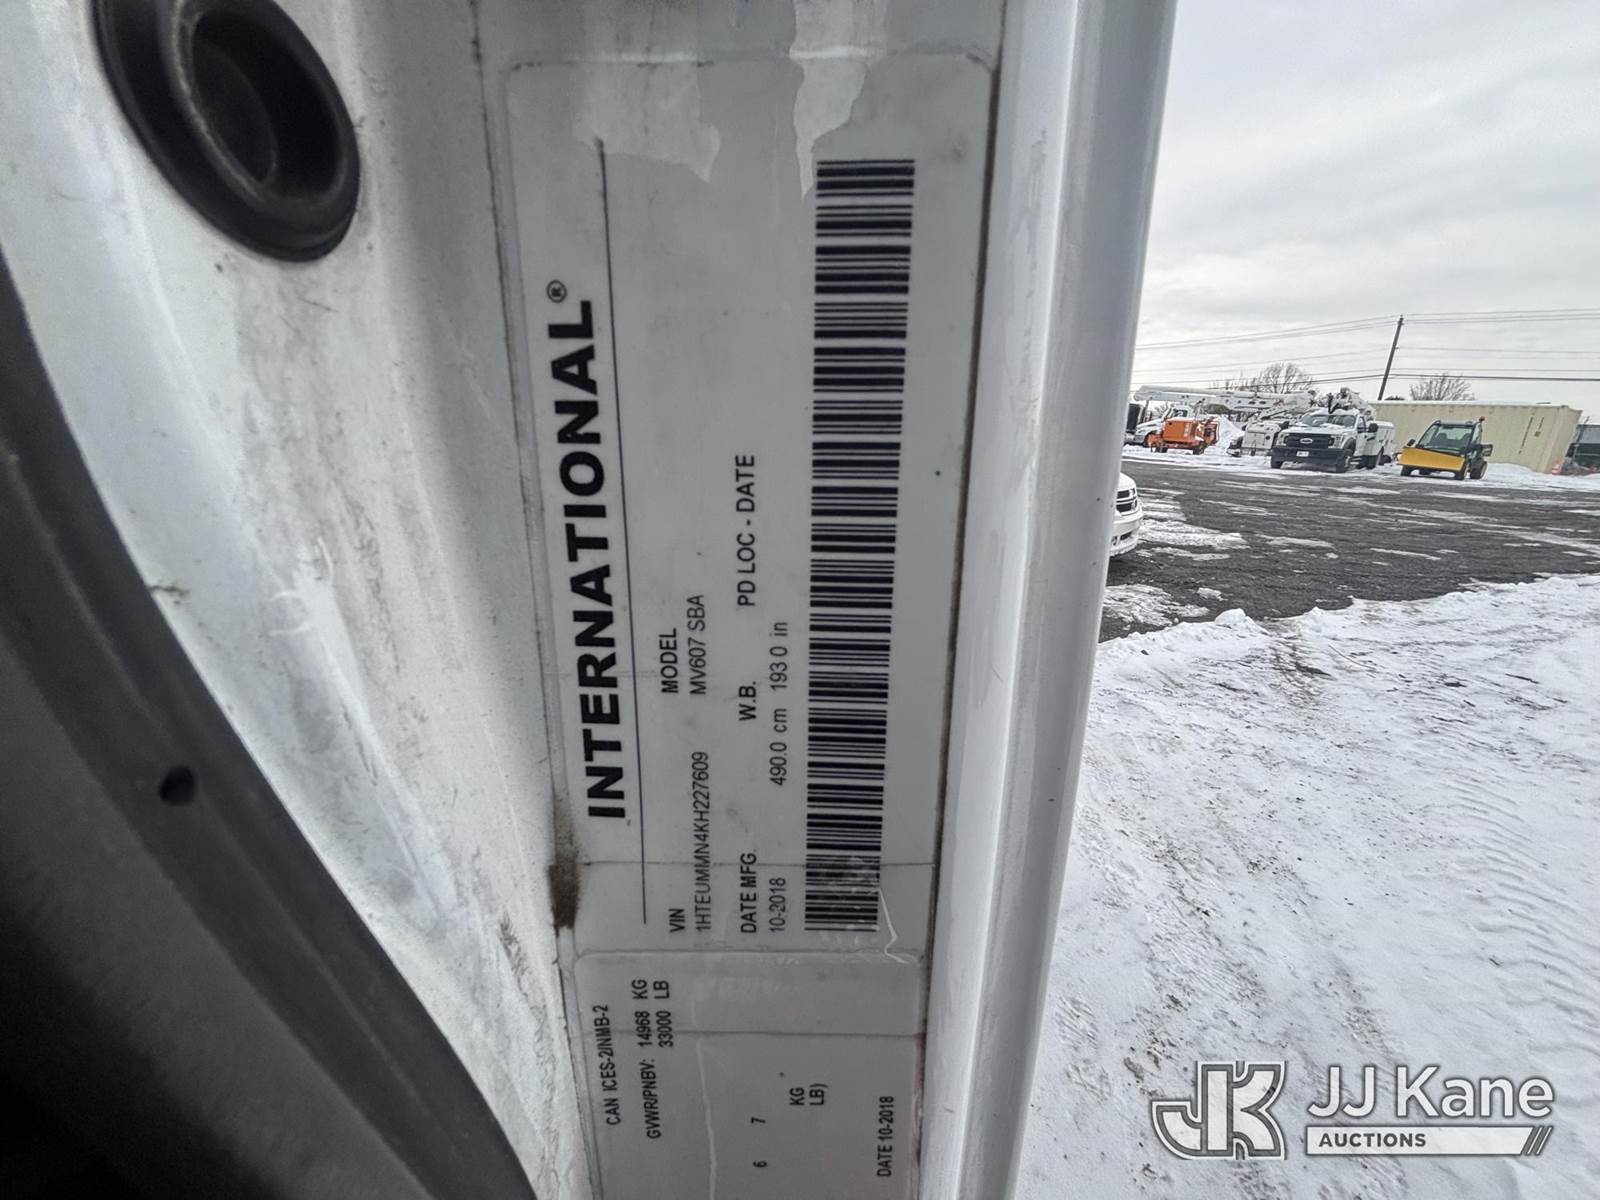 INTERNATIONAL®
VIN MODEL
1HTEUMMN4KH227609 MV607 SBA
DATE MFG. W.B. PD LOC - DATE
10-2018 490.0 cm 193.0 in
CAN ICES-2/NMB-2
GVWR/PNBV: 14968 KG
33000 LB
6 7
KG
LB)
DATE 10-2018
JK JJ Kane
AUCTIONS